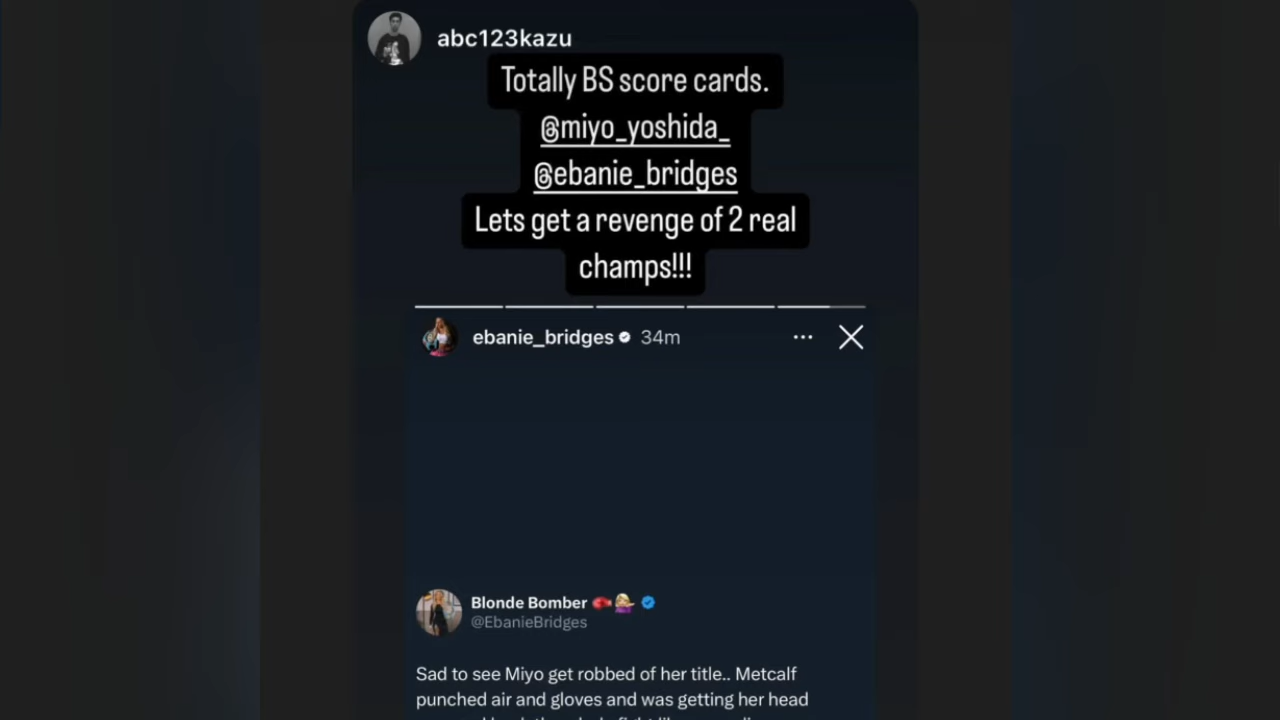 abc123kazu
Totally BS score cards.
@miyo_yoshida_
@ebanie_bridges
Lets get a revenge of 2 real
champs!!!
ebanie_bridges 34m
Blonde Bomber
@EbanieBridges
Sad to see Miyo get robbed of her title.. Metcalf
punched air and gloves and was getting her head